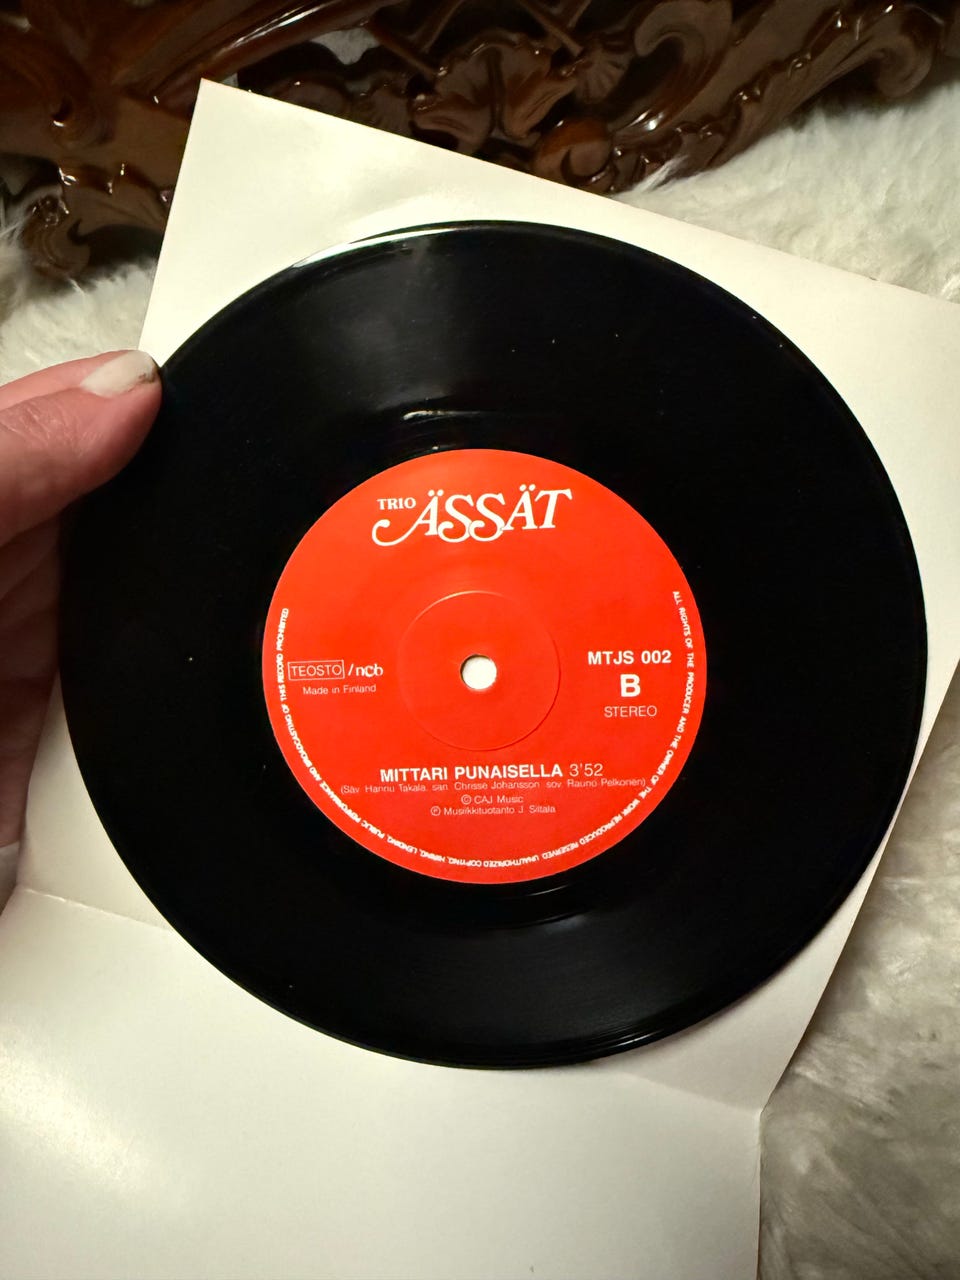 TRIO ÄSSÄT
TEOSTO /ncb
Made in Finland
MTJS 002
B
STEREO
MITTARI PUNAISELLA 3'52
(Säv Hannu Takala, san Chrisse Johansson sov Rauno Pelkonen)
© CAJ Music
℗ Musiikkituotanto J. Siitala
ALL RIGHTS OF THE PRODUCER AND THE OWNER OF THE WORK REPRODUCED RESERVED. UNAUTHORIZED COPYING, HIRING, LENDING, PUBLIC PERFORMANCE AND BROADCASTING OF THIS RECORD PROHIBITED